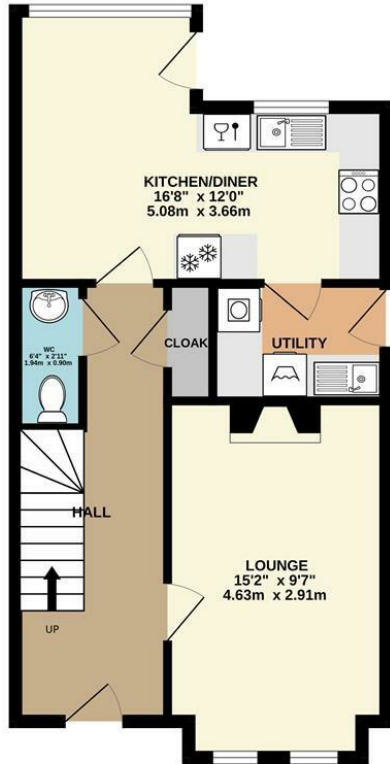 KITCHEN/DINER
16'8" x 12'0"
5.08m x 3.66m
WC
6'4" x 2'11"
1.94m x 0.90m
CLOAK
UTILITY
HALL
LOUNGE
15'2" x 9'7"
4.63m x 2.91m
UP